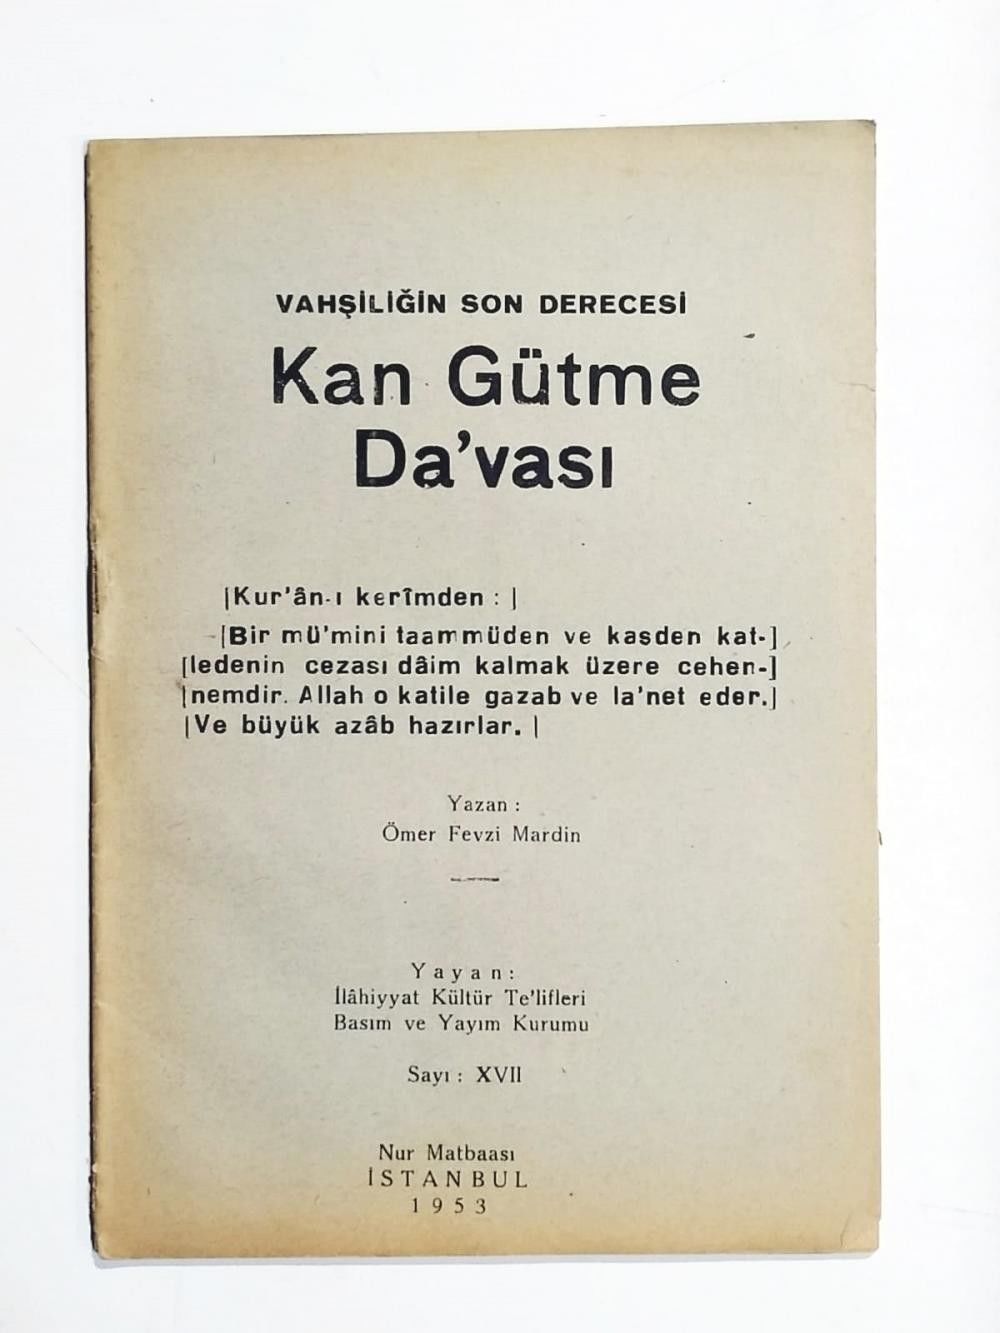 VAHŞİLİĞİN SON DERECESİ
Kan Gütme
Da'vası
|Kur'ân-ı kerîmden : |
-[Bir mü'mini taammüden ve kasden kat-]
[ledenin cezası dâim kalmak üzere cehen-]
|nemdir. Allah o katile gazab ve la'net eder.]
|Ve büyük azâb hazırlar. |
Yazan :
Ömer Fevzi Mardin
Yayan :
İlâhiyyat Kültür Te'lifleri
Basım ve Yayım Kurumu
Sayı : XVII
Nur Matbaası
İSTANBUL
1953